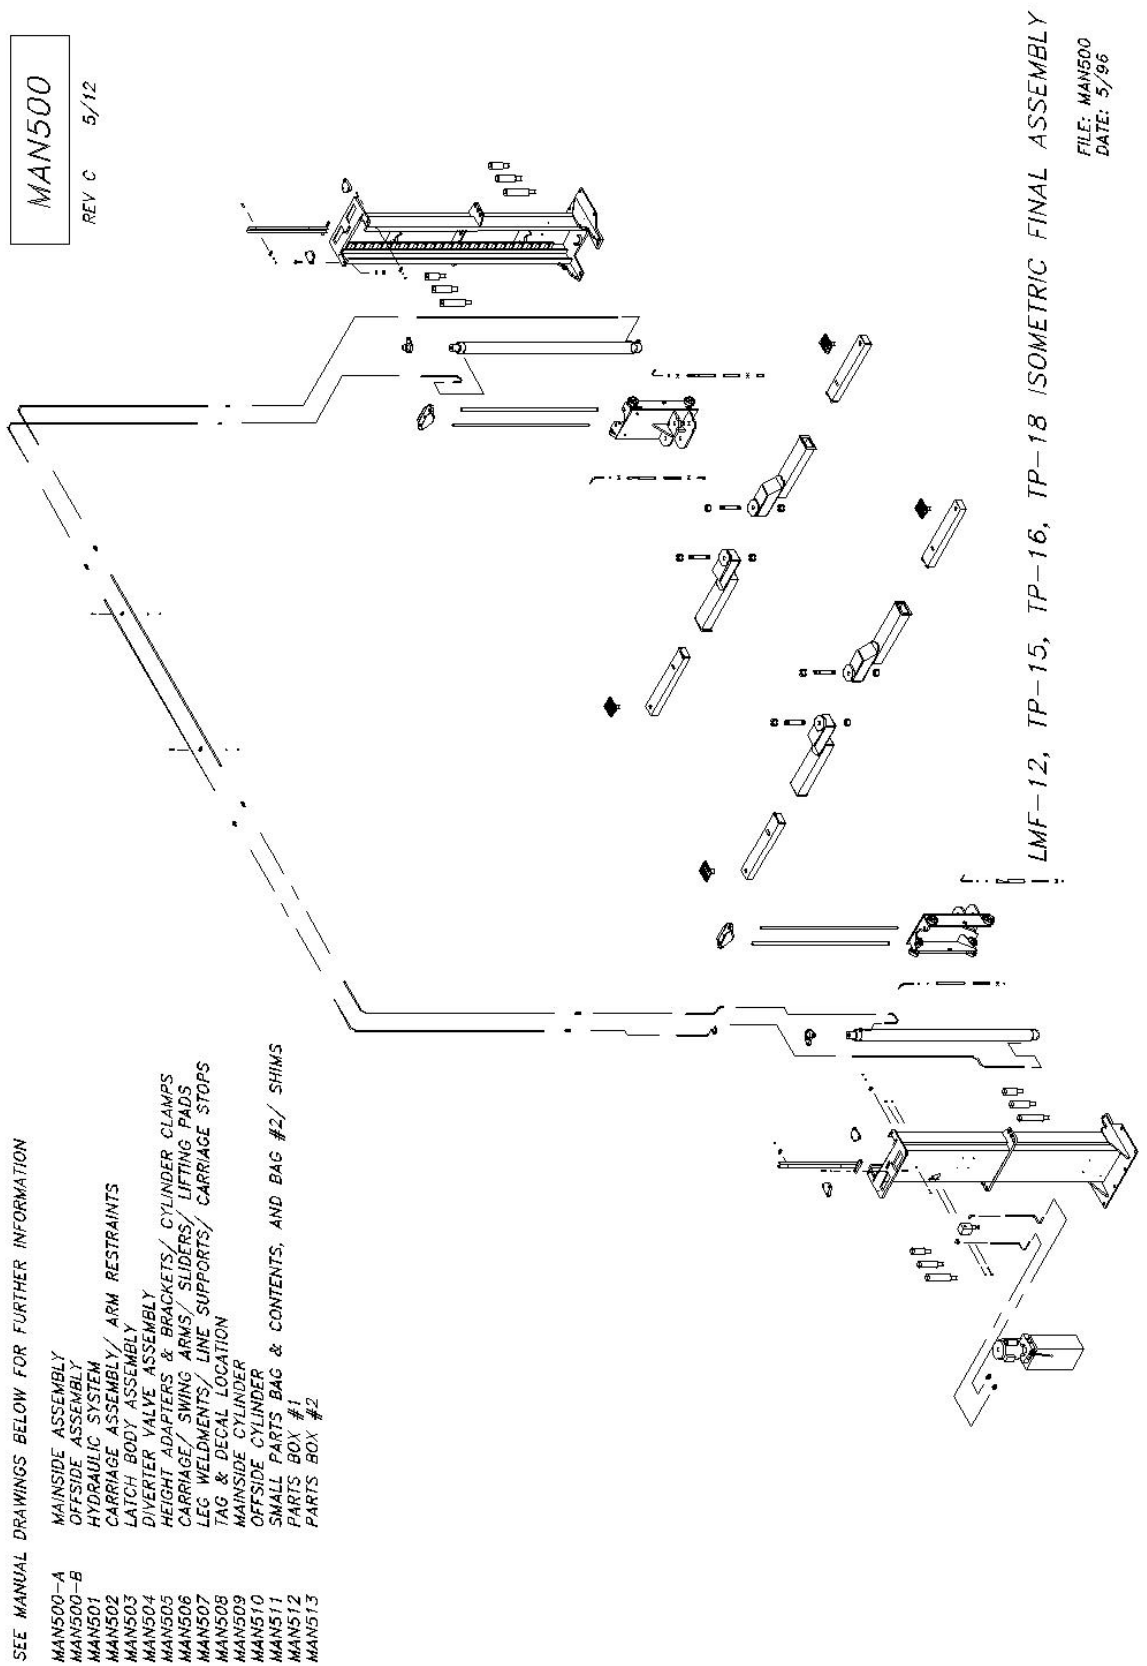 MAN500
REV C 5/12
SEE MANUAL DRAWINGS BELOW FOR FURTHER INFORMATION
MAN500-A MAINSIDE ASSEMBLY
MAN500-B OFFSIDE ASSEMBLY
MAN501 HYDRAULIC SYSTEM
MAN502 CARRIAGE ASSEMBLY/ ARM RESTRAINTS
MAN503 LATCH BODY ASSEMBLY
MAN504 DIVERTER VALVE ASSEMBLY
MAN505 HEIGHT ADAPTERS & BRACKETS/ CYLINDER CLAMPS
MAN506 CARRIAGE/ SWING ARMS/ SLIDERS/ LIFTING PADS
MAN507 LEG WELDMENTS/ LINE SUPPORTS/ CARRIAGE STOPS
MAN508 TAG & DECAL LOCATION
MAN509 MAINSIDE CYLINDER
MAN510 OFFSIDE CYLINDER
MAN511 SMALL PARTS BAG & CONTENTS, AND BAG #2/ SHIMS
MAN512 PARTS BOX #1
MAN513 PARTS BOX #2
LMF-12, TP-15, TP-16, TP-18 ISOMETRIC FINAL ASSEMBLY
FILE: MAN500
DATE: 5/96